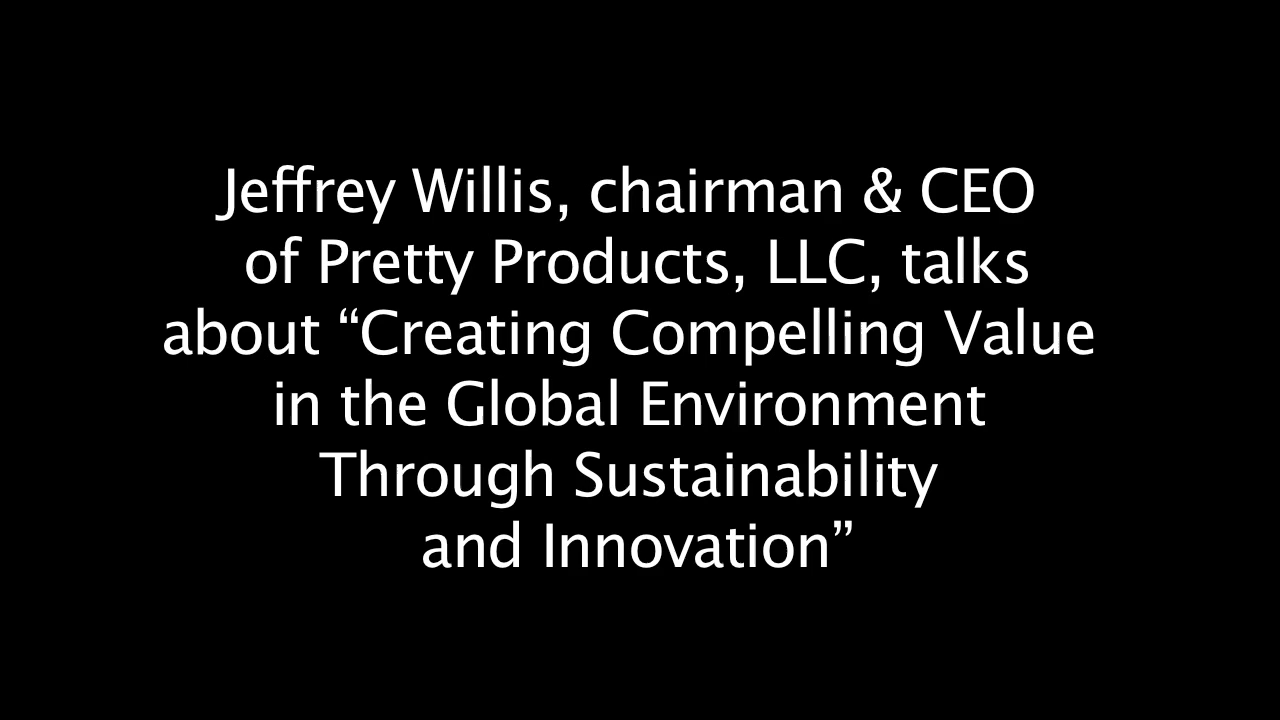 Jeffrey Willis, chairman & CEO
of Pretty Products, LLC, talks
about “Creating Compelling Value
in the Global Environment
Through Sustainability
and Innovation”